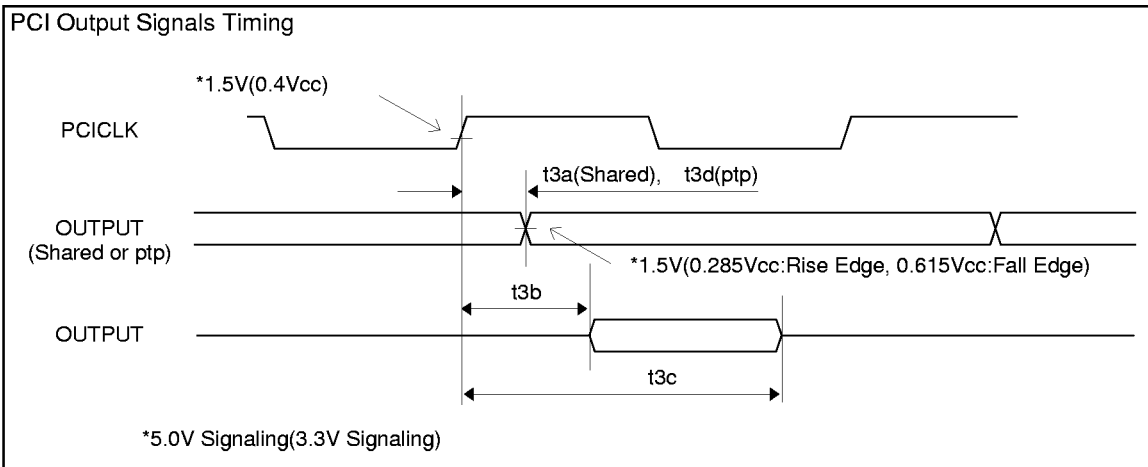 PCI Output Signals Timing
*1.5V(0.4Vcc)
PCICLK
t3a(Shared), t3d(ptp)
OUTPUT
(Shared or ptp)
*1.5V(0.285Vcc:Rise Edge, 0.615Vcc:Fall Edge)
t3b
OUTPUT
t3c
*5.0V Signaling(3.3V Signaling)